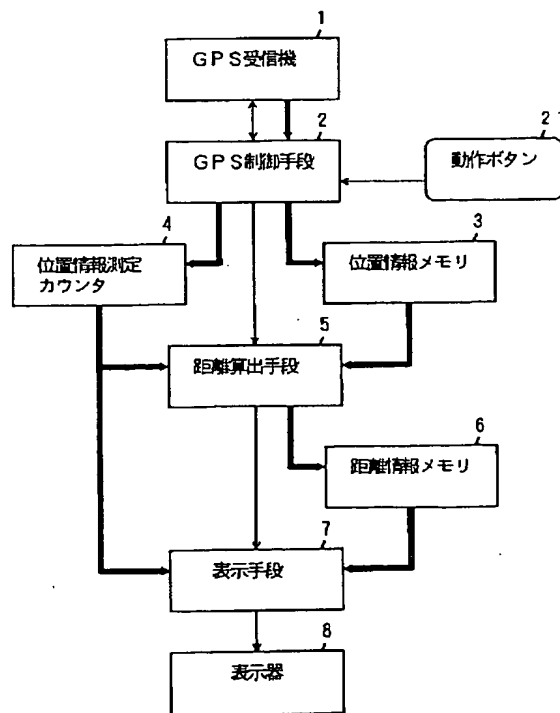 1
GPS受信機
2
GPS制御手段
21
動作ボタン
4
位置情報測定
カウンタ
3
位置情報メモリ
5
距離算出手段
6
距離情報メモリ
7
表示手段
8
表示器